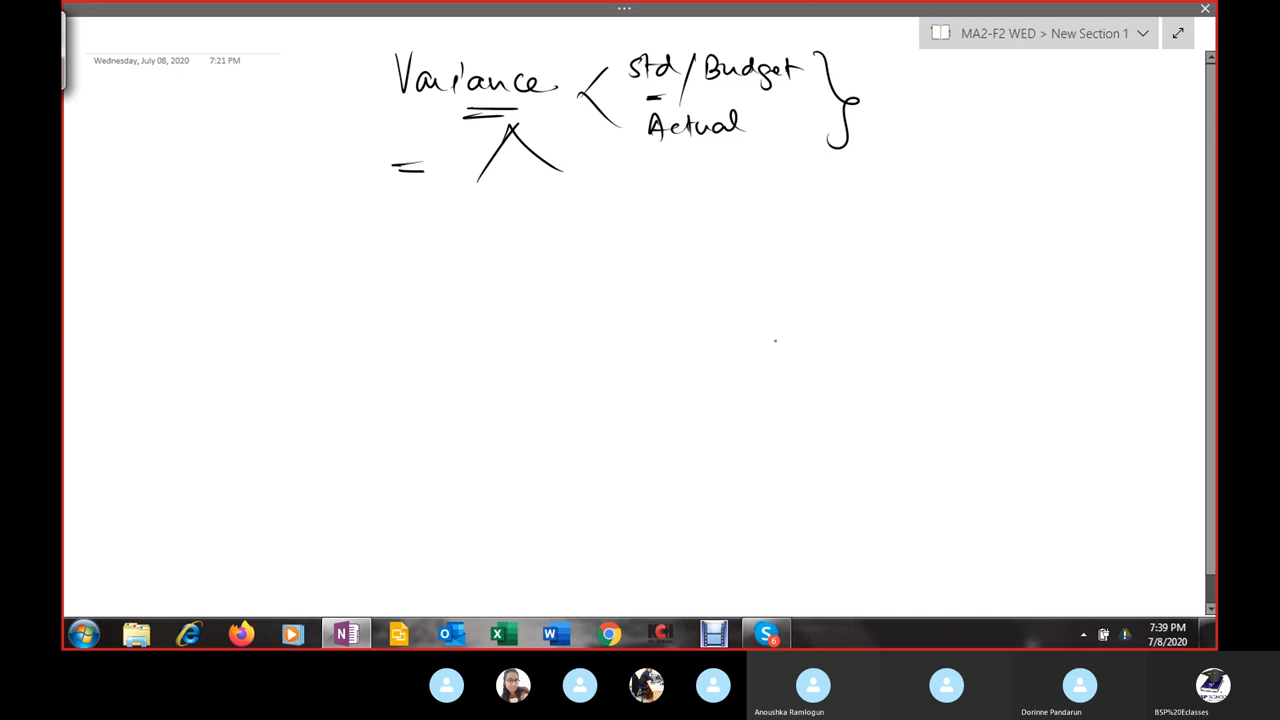 MA2-F2 WED > New Section 1
Wednesday, July 08, 2020 7:21 PM
Variance < Std / Budget }
Actual
=
7:39 PM
7/8/2020
Anoushka Ramlogun
Dorinne Pandarun
BSP%20Eclasses